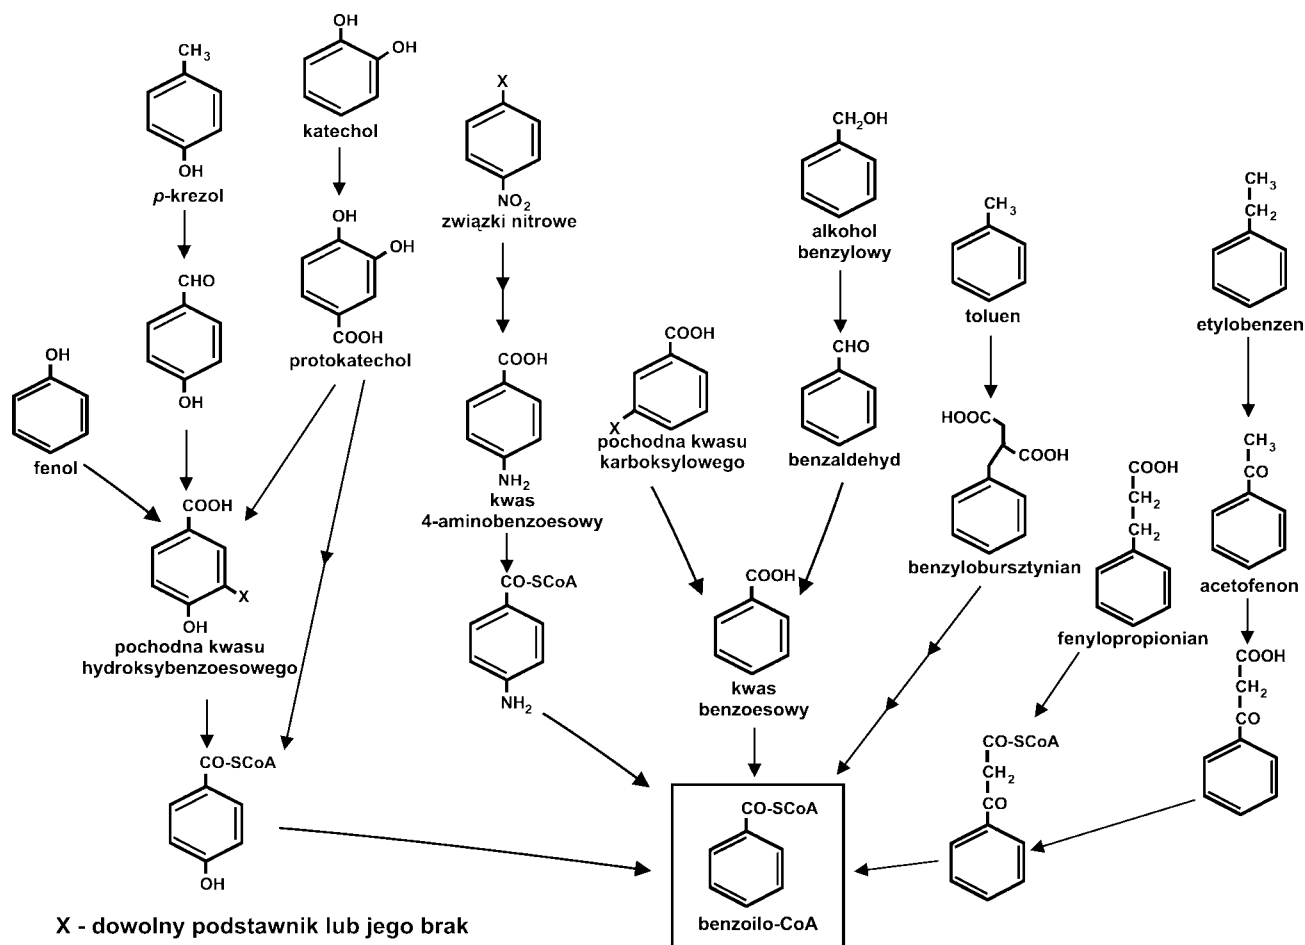 OH
OH
katechol
CH3
OH
p-krezol
X
NO2
związki nitrowe
CH2OH
alkohol
benzylowy
CH3
toluen
CH3
CH2
etylobenzen
CHO
OH
OH
OH
COOH
protokatechol
OH
fenol
COOH
NH2
kwas
4-aminobenzoesowy
COOH
X
pochodna kwasu
karboksylowego
CHO
benzaldehyd
HOOC
COOH
benzylobursztynian
COOH
CH2
CH2
fenylopropionian
CH3
CO
acetofenon
COOH
X
OH
pochodna kwasu
hydroksybenzoesowego
CO-SCoA
NH2
COOH
kwas
benzoesowy
COOH
CH2
CO
CO-SCoA
OH
CO-SCoA
benzoilo-CoA
CO-SCoA
CH2
CO
X - dowolny podstawnik lub jego brak